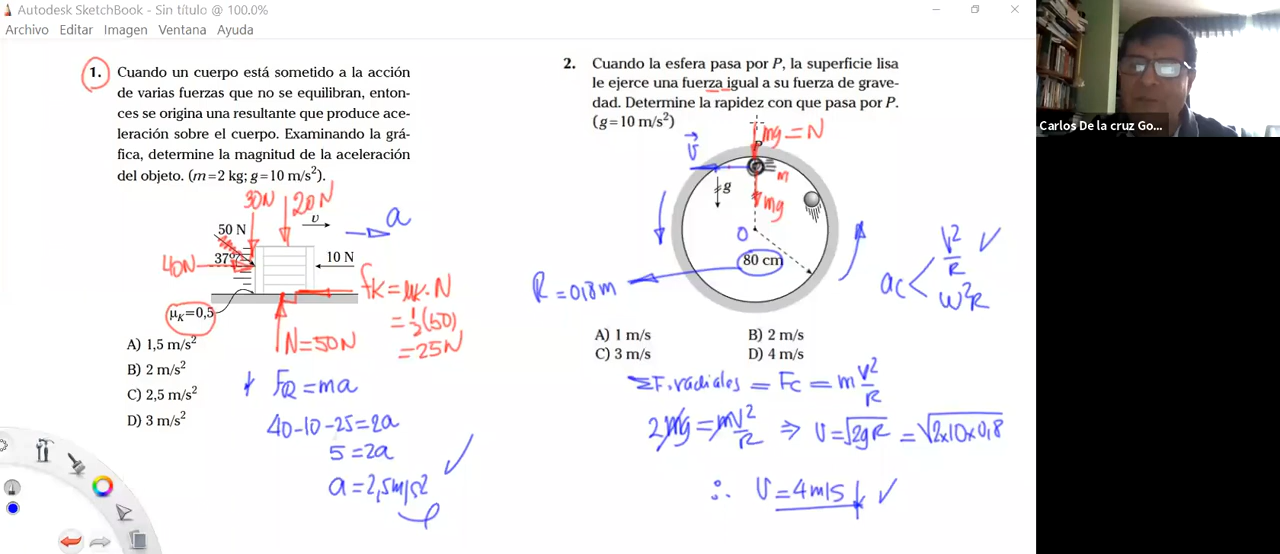 Autodesk SketchBook - Sin título @ 100.0%
Archivo Editar Imagen Ventana Ayuda
1. Cuando un cuerpo está sometido a la acción
de varias fuerzas que no se equilibran, enton-
ces se origina una resultante que produce ace-
leración sobre el cuerpo. Examinando la grá-
fica, determine la magnitud de la aceleración
del objeto. (m=2 kg; g=10 m/s²).
30N
20N
υ
a
50 N
37°
40N
10 N
fK=μK.N
=1/2(50)
=25N
μK=0,5
N=50N
A) 1,5 m/s²
B) 2 m/s²
C) 2,5 m/s²
D) 3 m/s²
FR=ma
40-10-25=2a
5=2a
a=2,5m/s²
2. Cuando la esfera pasa por P, la superficie lisa
le ejerce una fuerza igual a su fuerza de grave-
dad. Determine la rapidez con que pasa por P.
(g=10 m/s²)
mg=N
V
P
m
g
mg
O
80 cm
R=0,8m
ac
V²/R
ω²R
A) 1 m/s
B) 2 m/s
C) 3 m/s
D) 4 m/s
ΣF.radiales = Fc = m V²/R
2mg=mV²/R ⇒ V=√2gR =√2x10x0,8
∴ V=4m/s
Carlos De la cruz Go...